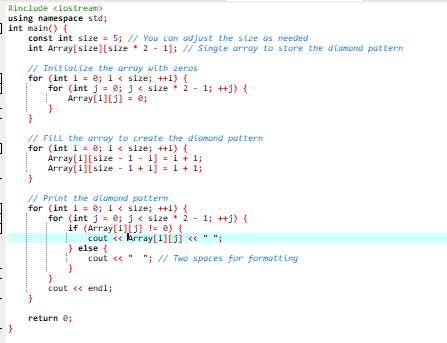 #include <iostream>
using namespace std;
int main() {
    const int size = 5; // You can adjust the size as needed
    int Array[size][size * 2 - 1]; // Single array to store the diamond pattern

    // Initialize the array with zeros
    for (int i = 0; i < size; ++i) {
        for (int j = 0; j < size * 2 - 1; ++j) {
            Array[i][j] = 0;
        }
    }

    // Fill the array to create the diamond pattern
    for (int i = 0; i < size; ++i) {
        Array[i][size - 1 - i] = i + 1;
        Array[i][size - 1 + i] = i + 1;
    }

    // Print the diamond pattern
    for (int i = 0; i < size; ++i) {
        for (int j = 0; j < size * 2 - 1; ++j) {
            if (Array[i][j] != 0) {
                cout << Array[i][j] << " ";
            } else {
                cout << "  "; // Two spaces for formatting
            }
        }
        cout << endl;
    }

    return 0;
}